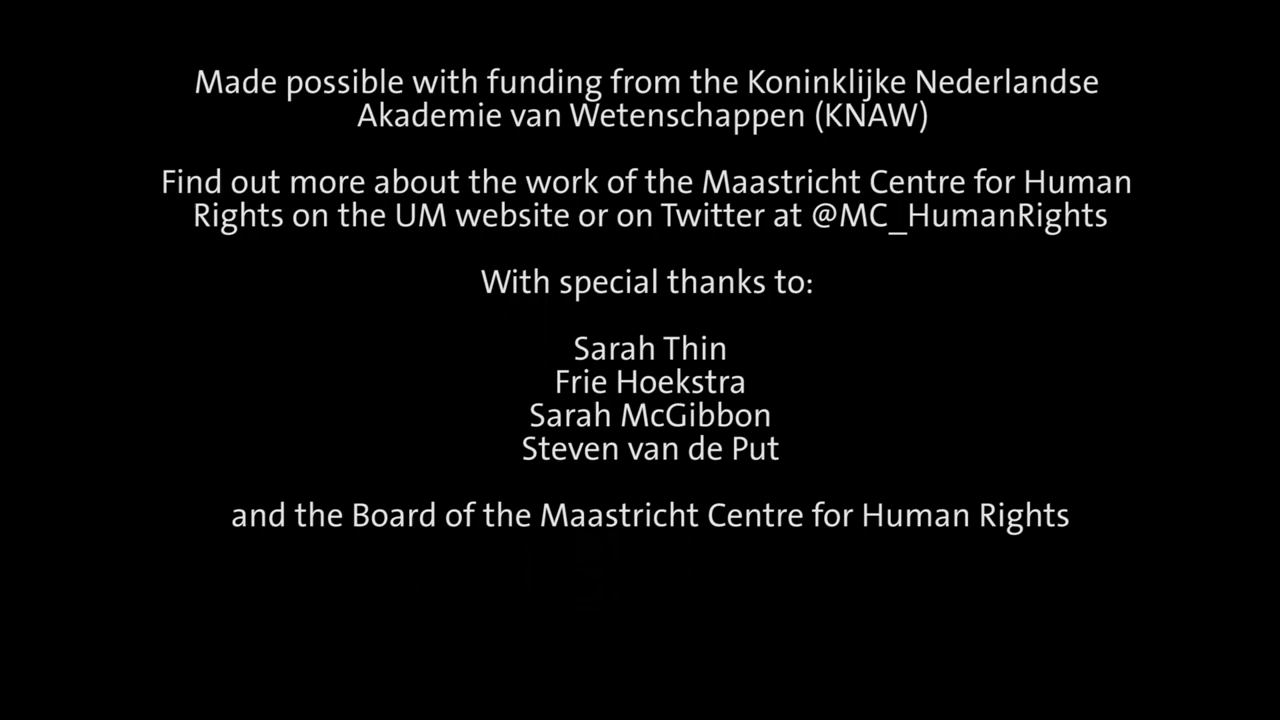 Made possible with funding from the Koninklijke Nederlandse
Akademie van Wetenschappen (KNAW)
Find out more about the work of the Maastricht Centre for Human
Rights on the UM website or on Twitter at @MC_HumanRights
With special thanks to:
Sarah Thin
Frie Hoekstra
Sarah McGibbon
Steven van de Put
and the Board of the Maastricht Centre for Human Rights